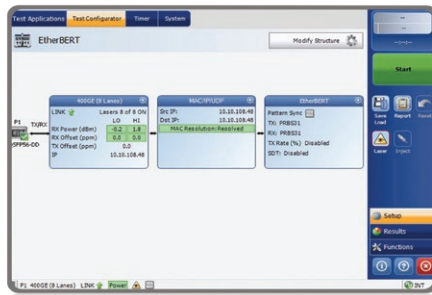 Test Applications Test Configurator Timer System
EtherBERT
Modify Structure
Start
400GE (8 Lanes)
LINK Lasers 8 of 8 ON
LO HI
RX Power (dBm) -0.2 1.8
RX Offset (ppm) 0.0 0.0
TX Offset (ppm) 0.0
IP 10.10.108.48
MAC/IP/UDP
Src IP: 10.10.108.48
Dst IP: 10.10.108.48
MAC Resolution: Resolved
EtherBERT
Pattern Sync
TX: PRBS31
RX: PRBS31
TX Rate (%) Disabled
SDT: Disabled
P1
TX/RX
QSFP56-DD
Save Load
Report
Laser
Inject
Setup
Results
Functions
P1 400GE (8 Lanes) LINK Power
INT